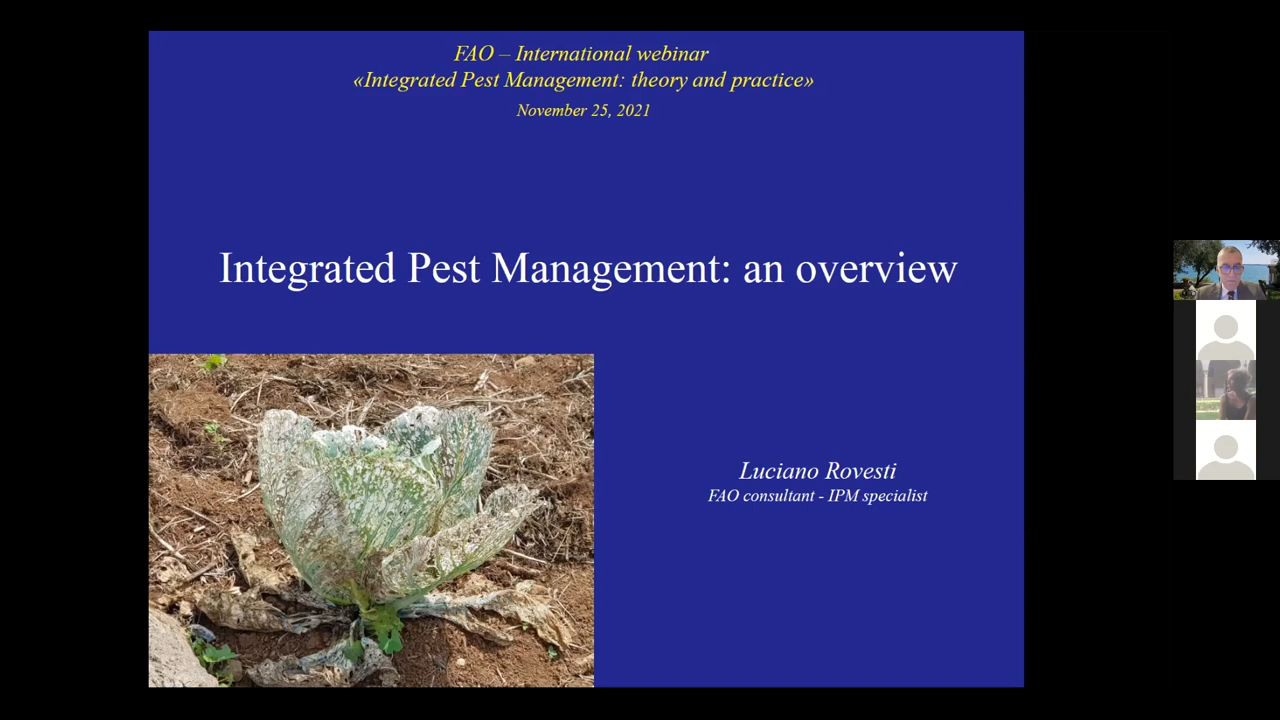 FAO – International webinar
«Integrated Pest Management: theory and practice»
November 25, 2021
Integrated Pest Management: an overview
Luciano Rovesti
FAO consultant - IPM specialist